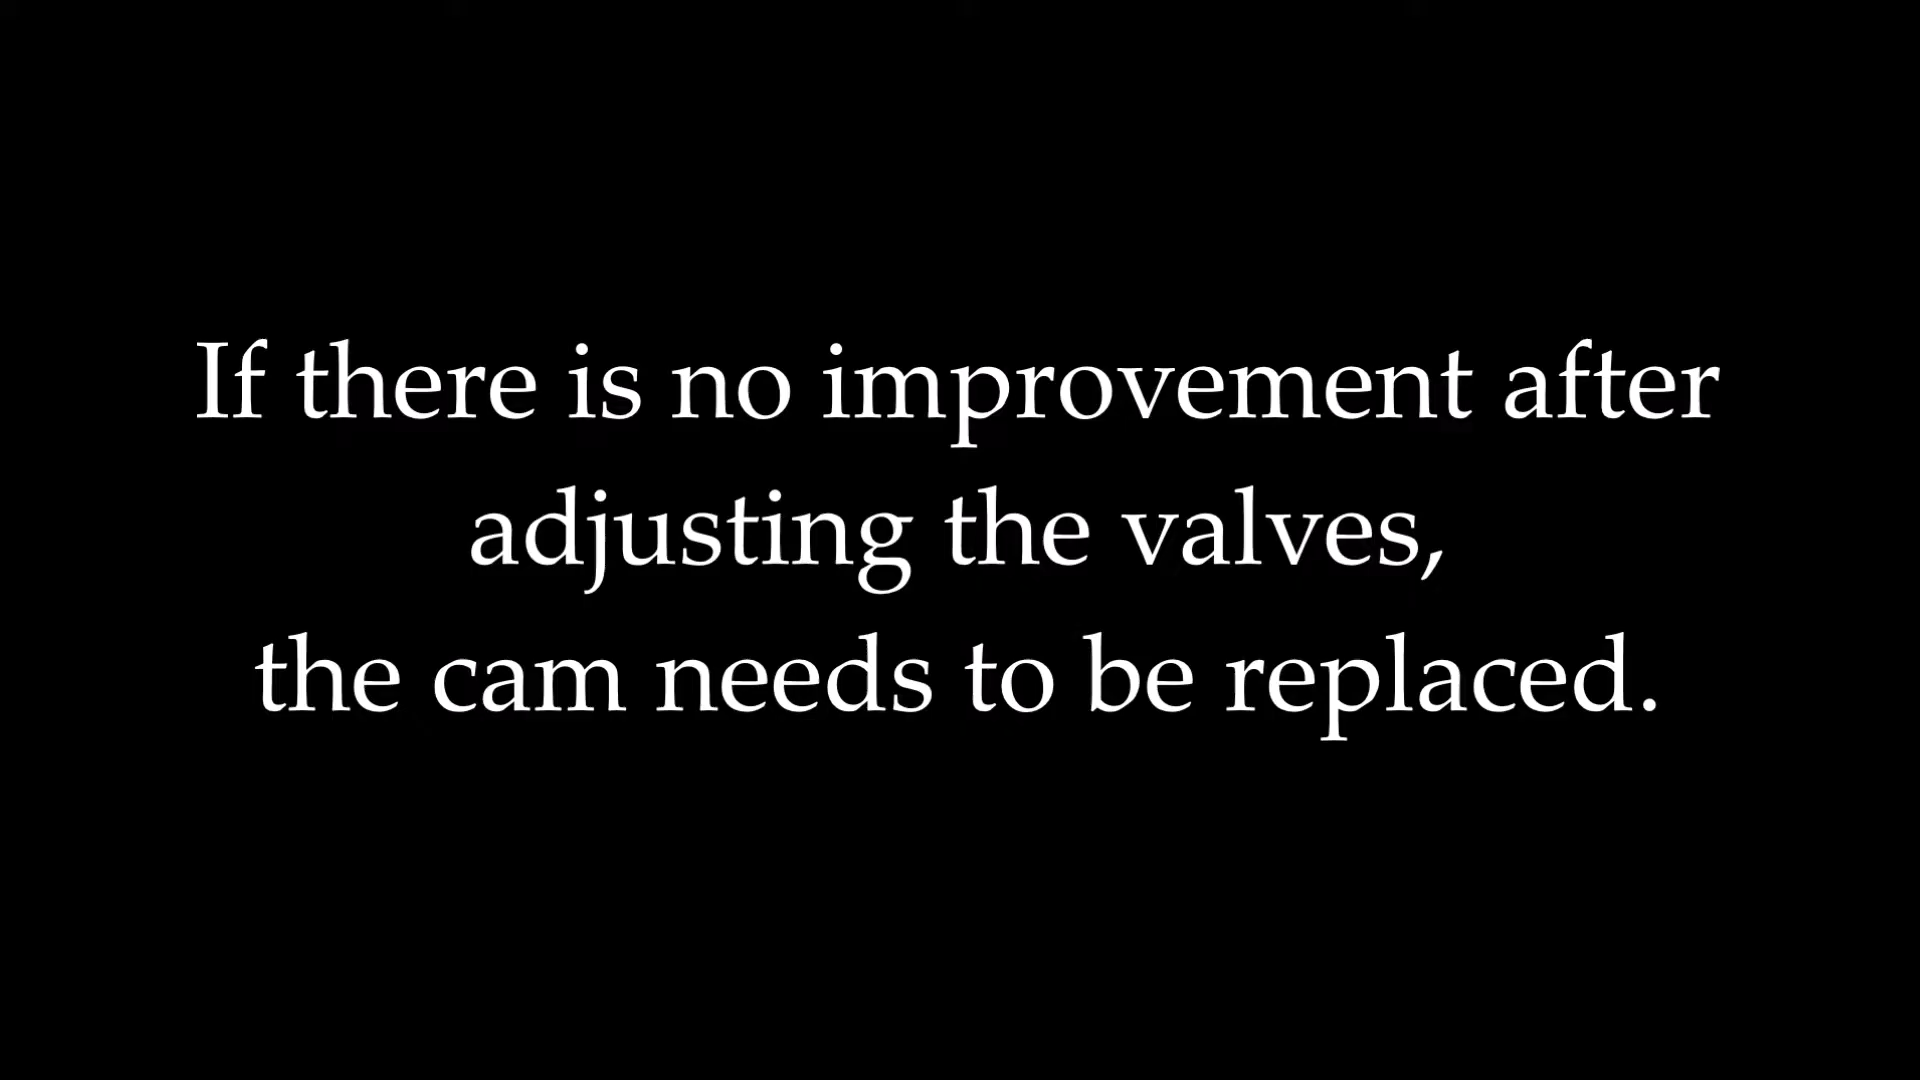 If there is no improvement after
adjusting the valves,
the cam needs to be replaced.